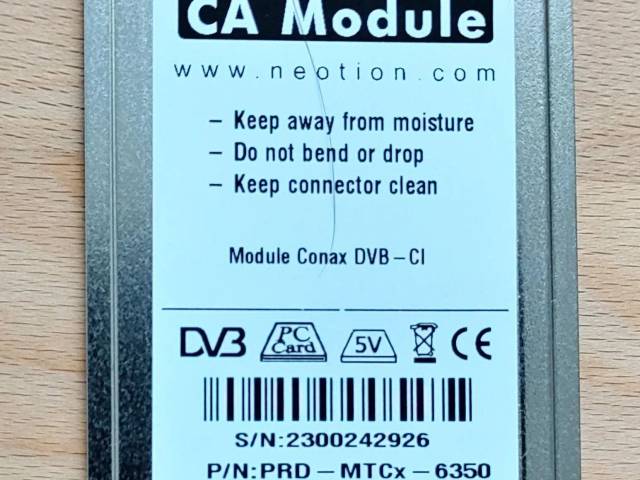 CA Module
www.neotion.com
– Keep away from moisture
– Do not bend or drop
– Keep connector clean
Module Conax DVB–CI
DVB PC Card 5V CE
S/N:2300242926
P/N:PRD–MTCx–6350